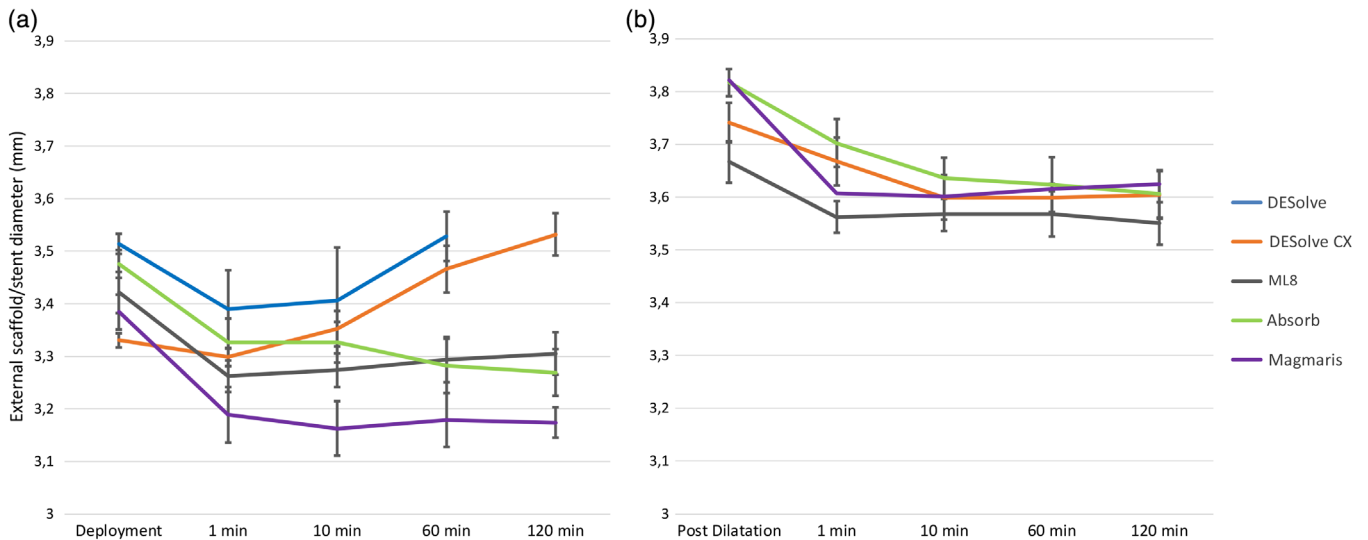 (a)
External scaffold/stent diameter (mm)
3,9
3,8
3,7
3,6
3,5
3,4
3,3
3,2
3,1
3
Deployment 1 min 10 min 60 min 120 min
(b)
3,9
3,8
3,7
3,6
3,5
3,4
3,3
3,2
3,1
3
Post Dilatation 1 min 10 min 60 min 120 min
DESolve
DESolve CX
ML8
Absorb
Magmaris